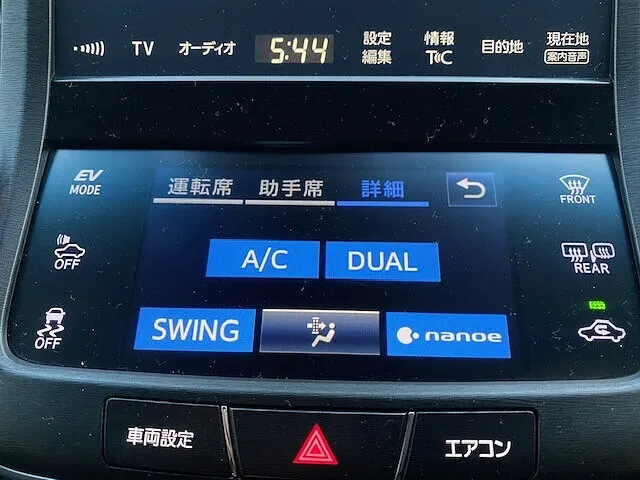 TV
オーディオ
5:44
設定
編集
情報
T C
目的地
現在地
案内音声
EV
MODE
運転席
助手席
詳細
FRONT
OFF
A/C
DUAL
REAR
OFF
SWING
nanoe
車両設定
エアコン